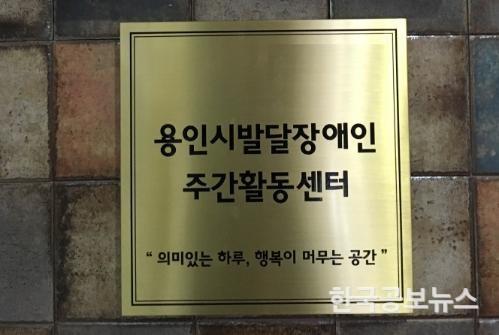 용인시발달장애인
주간활동센터
“ 의미있는 하루, 행복이 머무는 공간 ”
한국공보뉴스